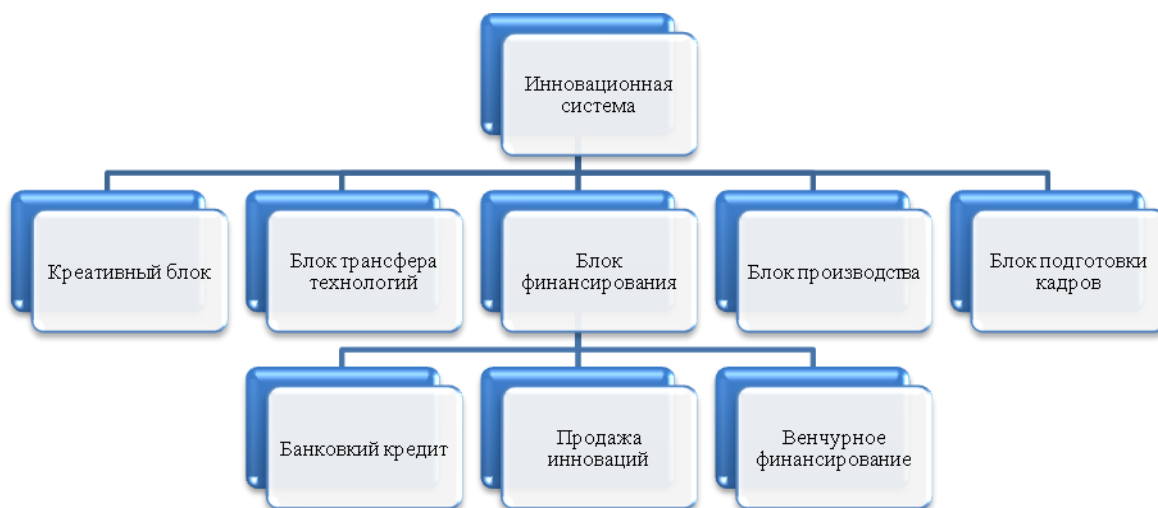 Инновационная
система
Креативный блок
Блок трансфера
технологий
Блок
финансирования
Блок производства
Блок подготовки
кадров
Банковкий кредит
Продажа
инноваций
Венчурное
финансирование